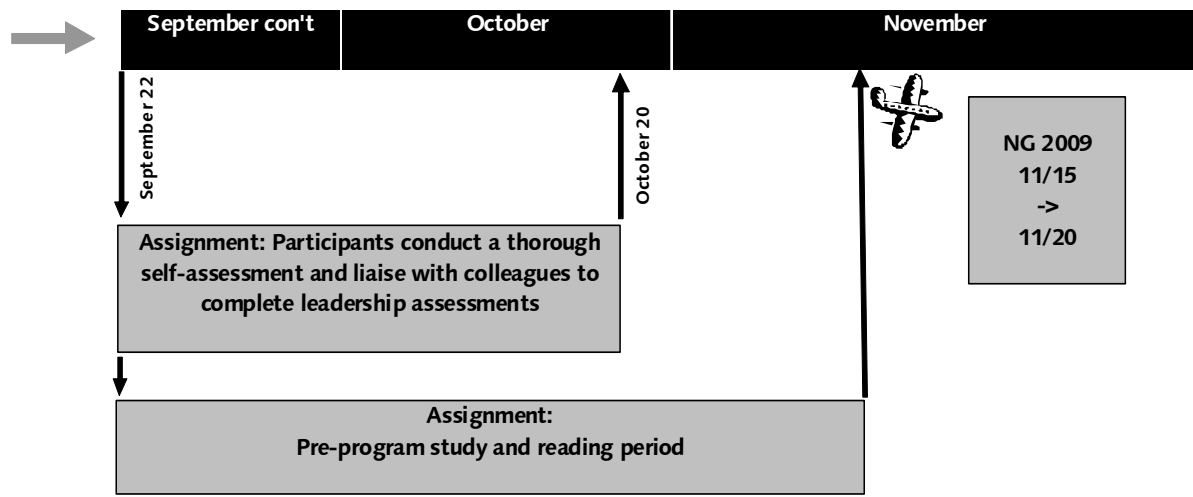 September con't
October
November
September 22
October 20
NG 2009
11/15
->
11/20
Assignment: Participants conduct a thorough
self-assessment and liaise with colleagues to
complete leadership assessments
Assignment:
Pre-program study and reading period